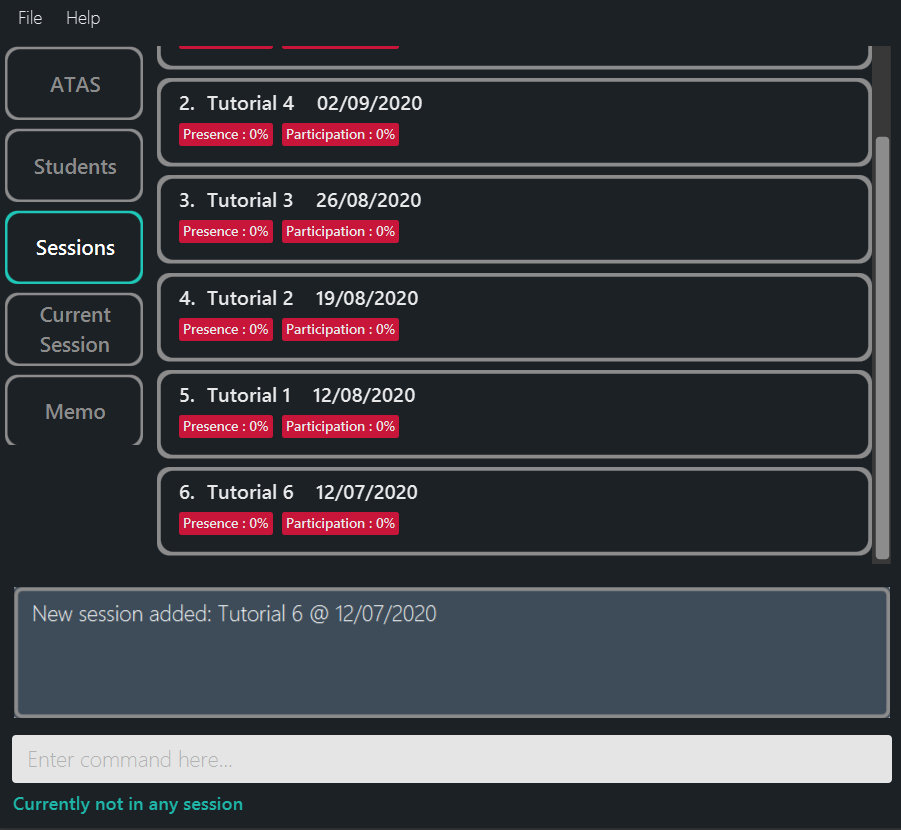 File Help
ATAS
Students
Sessions
Current
Session
Memo
2. Tutorial 4 02/09/2020
Presence : 0% Participation : 0%
3. Tutorial 3 26/08/2020
Presence : 0% Participation : 0%
4. Tutorial 2 19/08/2020
Presence : 0% Participation : 0%
5. Tutorial 1 12/08/2020
Presence : 0% Participation : 0%
6. Tutorial 6 12/07/2020
Presence : 0% Participation : 0%
New session added: Tutorial 6 @ 12/07/2020
Enter command here...
Currently not in any session